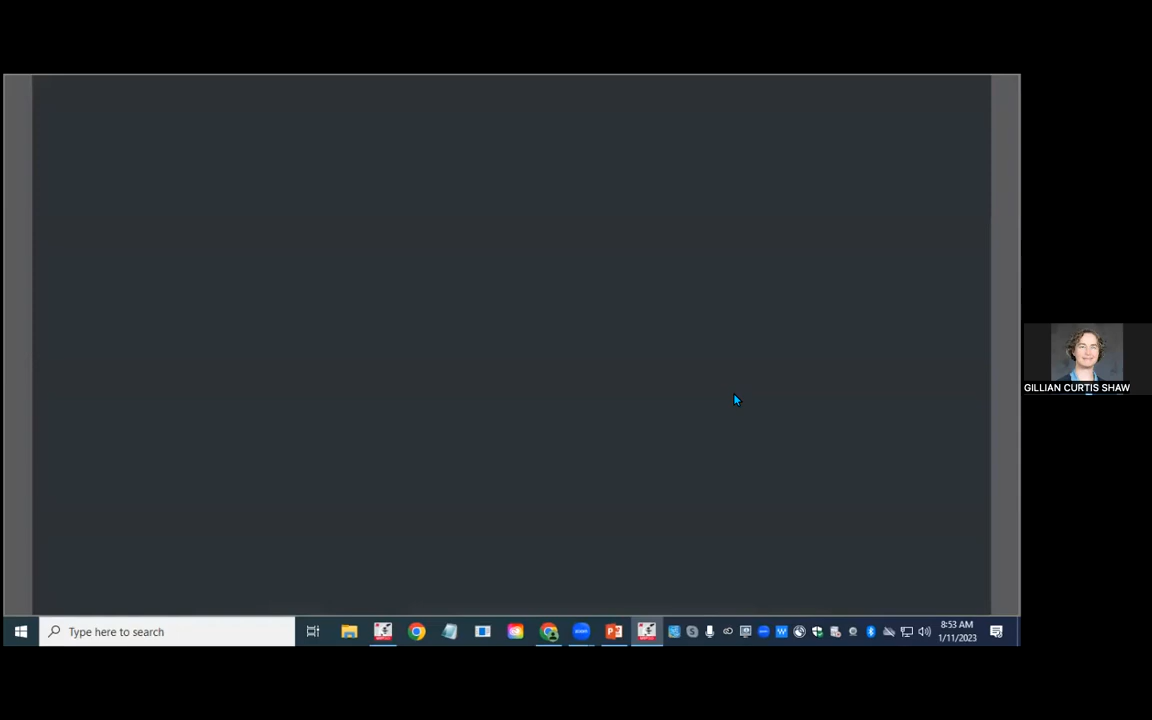 GILLIAN CURTIS SHAW
Type here to search
8:53 AM
1/11/2023